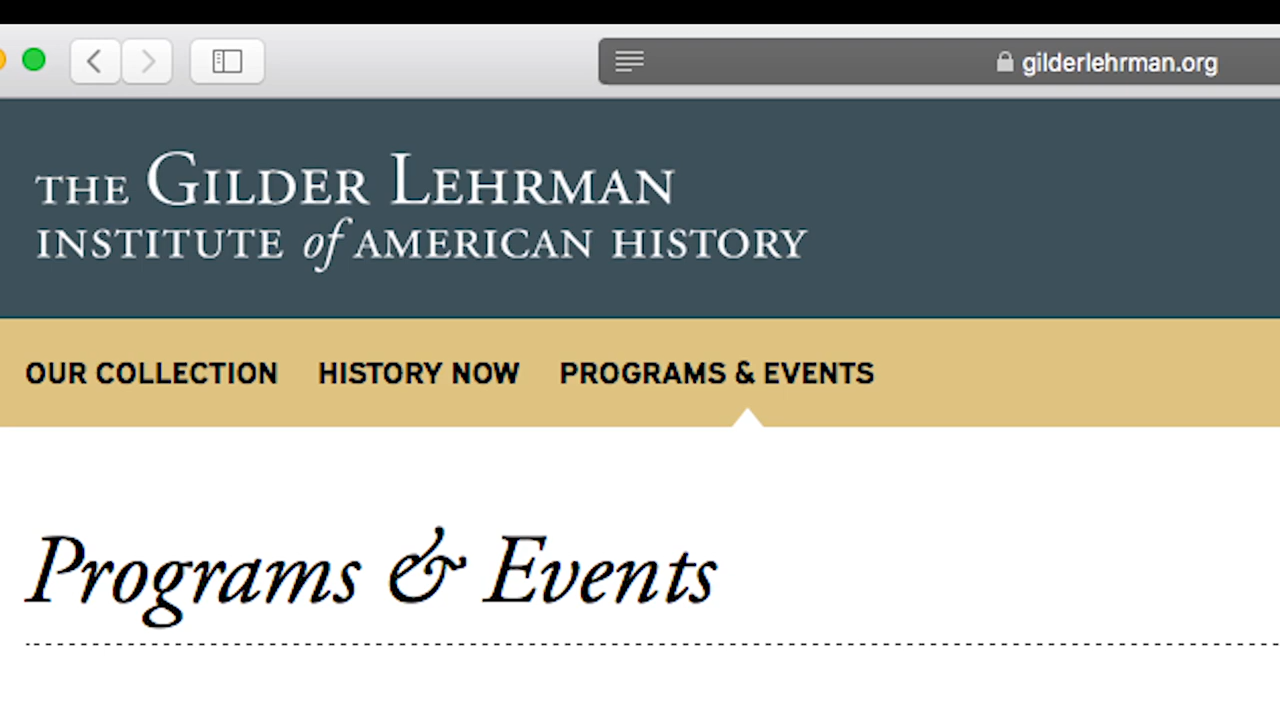 gilderlehrman.org
THE GILDER LEHRMAN
INSTITUTE of AMERICAN HISTORY
OUR COLLECTION HISTORY NOW PROGRAMS & EVENTS
Programs & Events